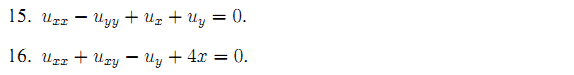 15. $u_{xx} - u_{yy} + u_x + u_y = 0.$
16. $u_{xx} + u_{xy} - u_y + 4x = 0.$